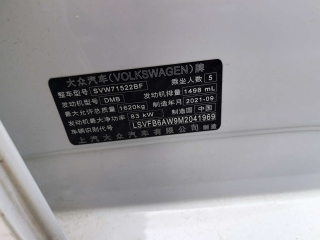 大众汽车(VOLKSWAGEN)牌 乘坐人数 5
整车型号 SVW71522BF
发动机型号 DMB 发动机排量 1498 mL
最大允许总质量 1620kg 制造年月 2021-09
发动机最大净功率 83 kW 中国制造
车辆识别代号 LSVFB6AW9M2041969
上汽大众汽车有限公司